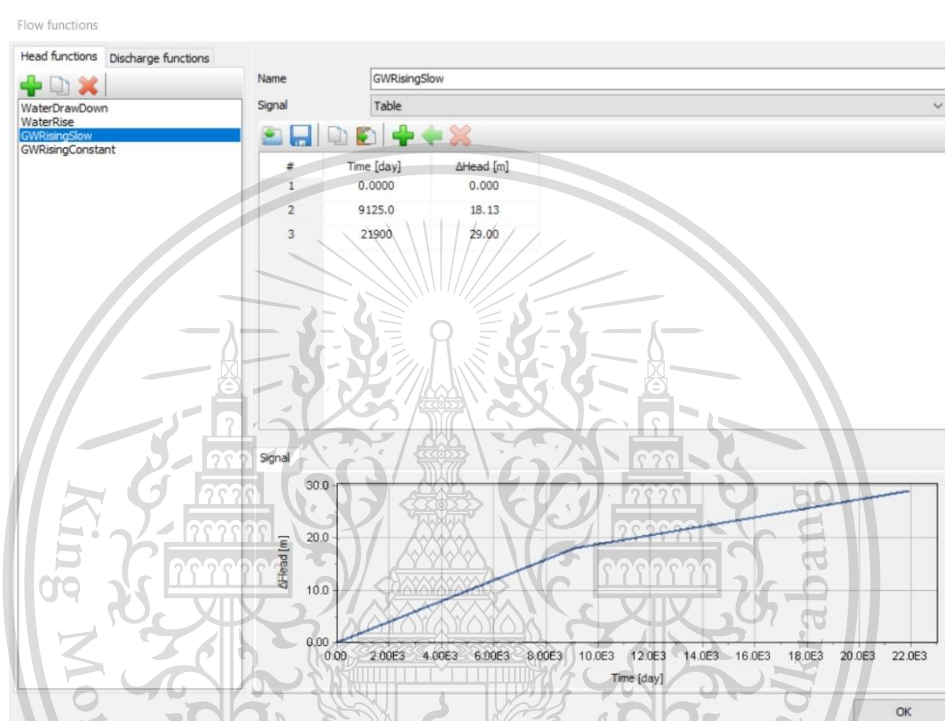 Flow functions
Head functions Discharge functions
WaterDrawDown
WaterRise
GWRisingSlow
GWRisingConstant
Name GWRisingSlow
Signal Table
# Time [day] ΔHead [m]
1 0.0000 0.000
2 9125.0 18.13
3 21900 29.00
Signal
ΔHead [m]
30.0
20.0
10.0
0.00
0.00 2.00E3 4.00E3 6.00E3 8.00E3 10.0E3 12.0E3 14.0E3 16.0E3 18.0E3 20.0E3 22.0E3
Time [day]
OK
King Mo